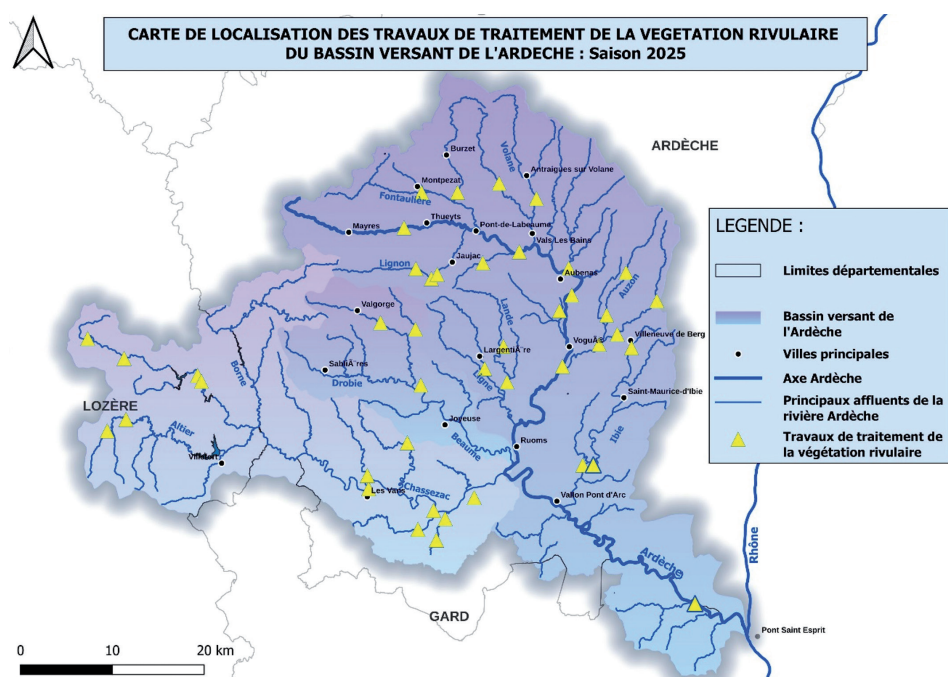 CARTE DE LOCALISATION DES TRAVAUX DE TRAITEMENT DE LA VEGETATION RIVULAIRE
DU BASSIN VERSANT DE L'ARDECHE : Saison 2025
ARDÈCHE
Burzet
Volane
Antraigues sur Volane
Montpezat
Fontaulière
Thueyts
Mayres
Pont-de-Labeaume
Vals Les Bains
Lignon
Jaujac
Aubenas
Auzon
Valgorge
Lande
VoguÃ©
Villeneuve de Berg
LargentiÃ¨re
Borne
SabliÃ¨res
Drobie
Ligne
Saint-Maurice-d'Ibie
LOZÈRE
Altier
Joyeuse
Beaume
Ruoms
Ibie
Villefort
Les Vans
Chassezac
Vallon Pont d'Arc
Ardèche
Rhône
GARD
Pont Saint Esprit
0 10 20 km
LEGENDE :
Limites départementales
Bassin versant de
l'Ardèche
Villes principales
Axe Ardèche
Principaux affluents de la
rivière Ardèche
Travaux de traitement de
la végétation rivulaire